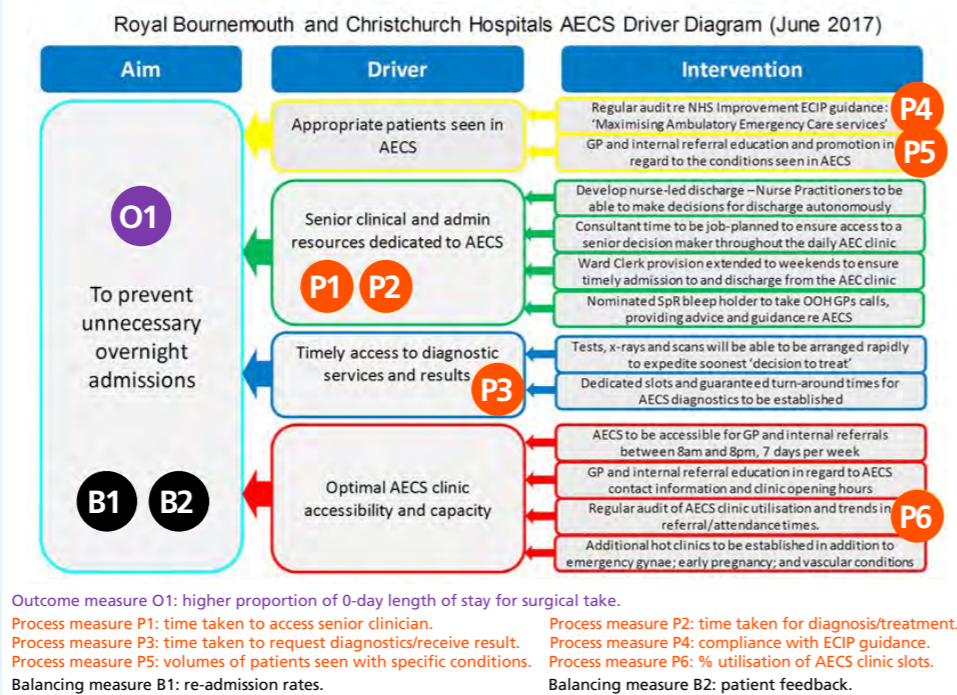 Royal Bournemouth and Christchurch Hospitals AECS Driver Diagram (June 2017)
Aim
Driver
Intervention
O1
To prevent
unnecessary
overnight
admissions
B1 B2
Appropriate patients seen in
AECS
Regular audit re NHS Improvement ECIP guidance:
'Maximising Ambulatory Emergency Care services'
P4
GP and internal referral education and promotion in
regard to the conditions seen in AECS
P5
Senior clinical and admin
resources dedicated to AECS
P1 P2
Develop nurse-led discharge – Nurse Practitioners to be
able to make decisions for discharge autonomously
Consultant time to be job-planned to ensure access to a
senior decision maker throughout the daily AEC clinic
Ward Clerk provision extended to weekends to ensure
timely admission to and discharge from the AEC clinic
Nominated SpR bleep holder to take OOH GPs calls,
providing advice and guidance re AECS
Timely access to diagnostic
services and results
P3
Tests, x-rays and scans will be able to be arranged rapidly
to expedite soonest 'decision to treat'
Dedicated slots and guaranteed turn-around times for
AECS diagnostics to be established
Optimal AECS clinic
accessibility and capacity
AECS to be accessible for GP and internal referrals
between 8am and 8pm, 7 days per week
GP and internal referral education in regard to AECS
contact information and clinic opening hours
Regular audit of AECS clinic utilisation and trends in
referral/attendance times.
P6
Additional hot clinics to be established in addition to
emergency gynae; early pregnancy; and vascular conditions
Outcome measure O1: higher proportion of 0-day length of stay for surgical take.
Process measure P1: time taken to access senior clinician.
Process measure P2: time taken for diagnosis/treatment.
Process measure P3: time taken to request diagnostics/receive result.
Process measure P4: compliance with ECIP guidance.
Process measure P5: volumes of patients seen with specific conditions.
Process measure P6: % utilisation of AECS clinic slots.
Balancing measure B1: re-admission rates.
Balancing measure B2: patient feedback.